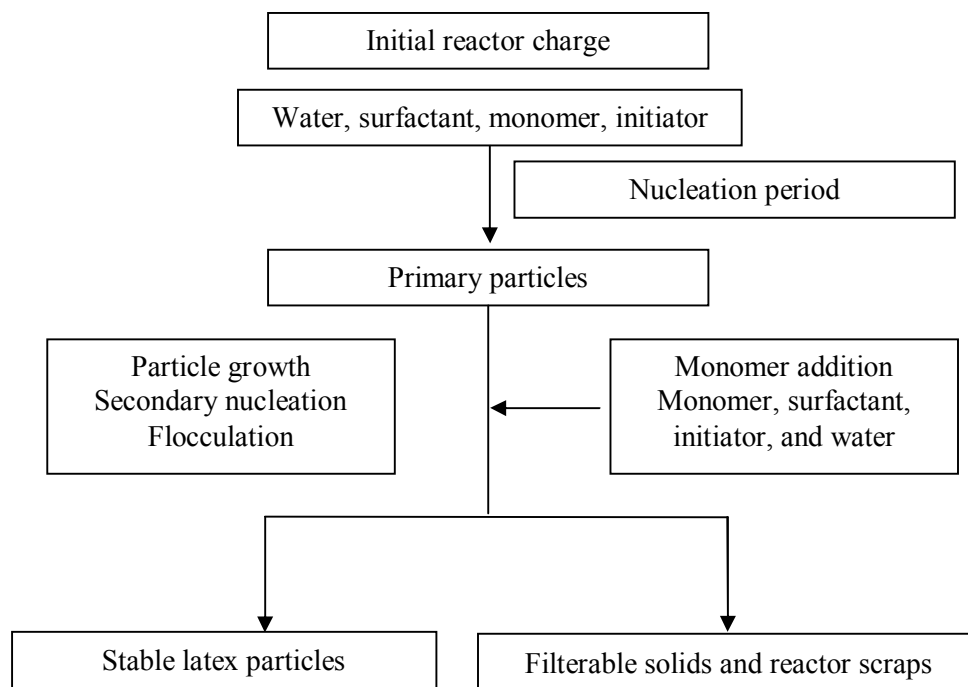 Initial reactor charge
Water, surfactant, monomer, initiator
Nucleation period
Primary particles
Particle growth
Secondary nucleation
Flocculation
Monomer addition
Monomer, surfactant,
initiator, and water
Stable latex particles
Filterable solids and reactor scraps